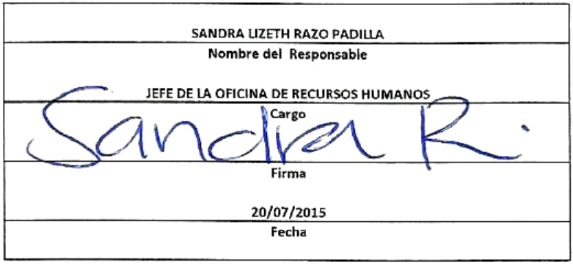 SANDRA LIZETH RAZO PADILLA
Nombre del Responsable
JEFE DE LA OFICINA DE RECURSOS HUMANOS
Cargo
Sandra R.
Firma
20/07/2015
Fecha